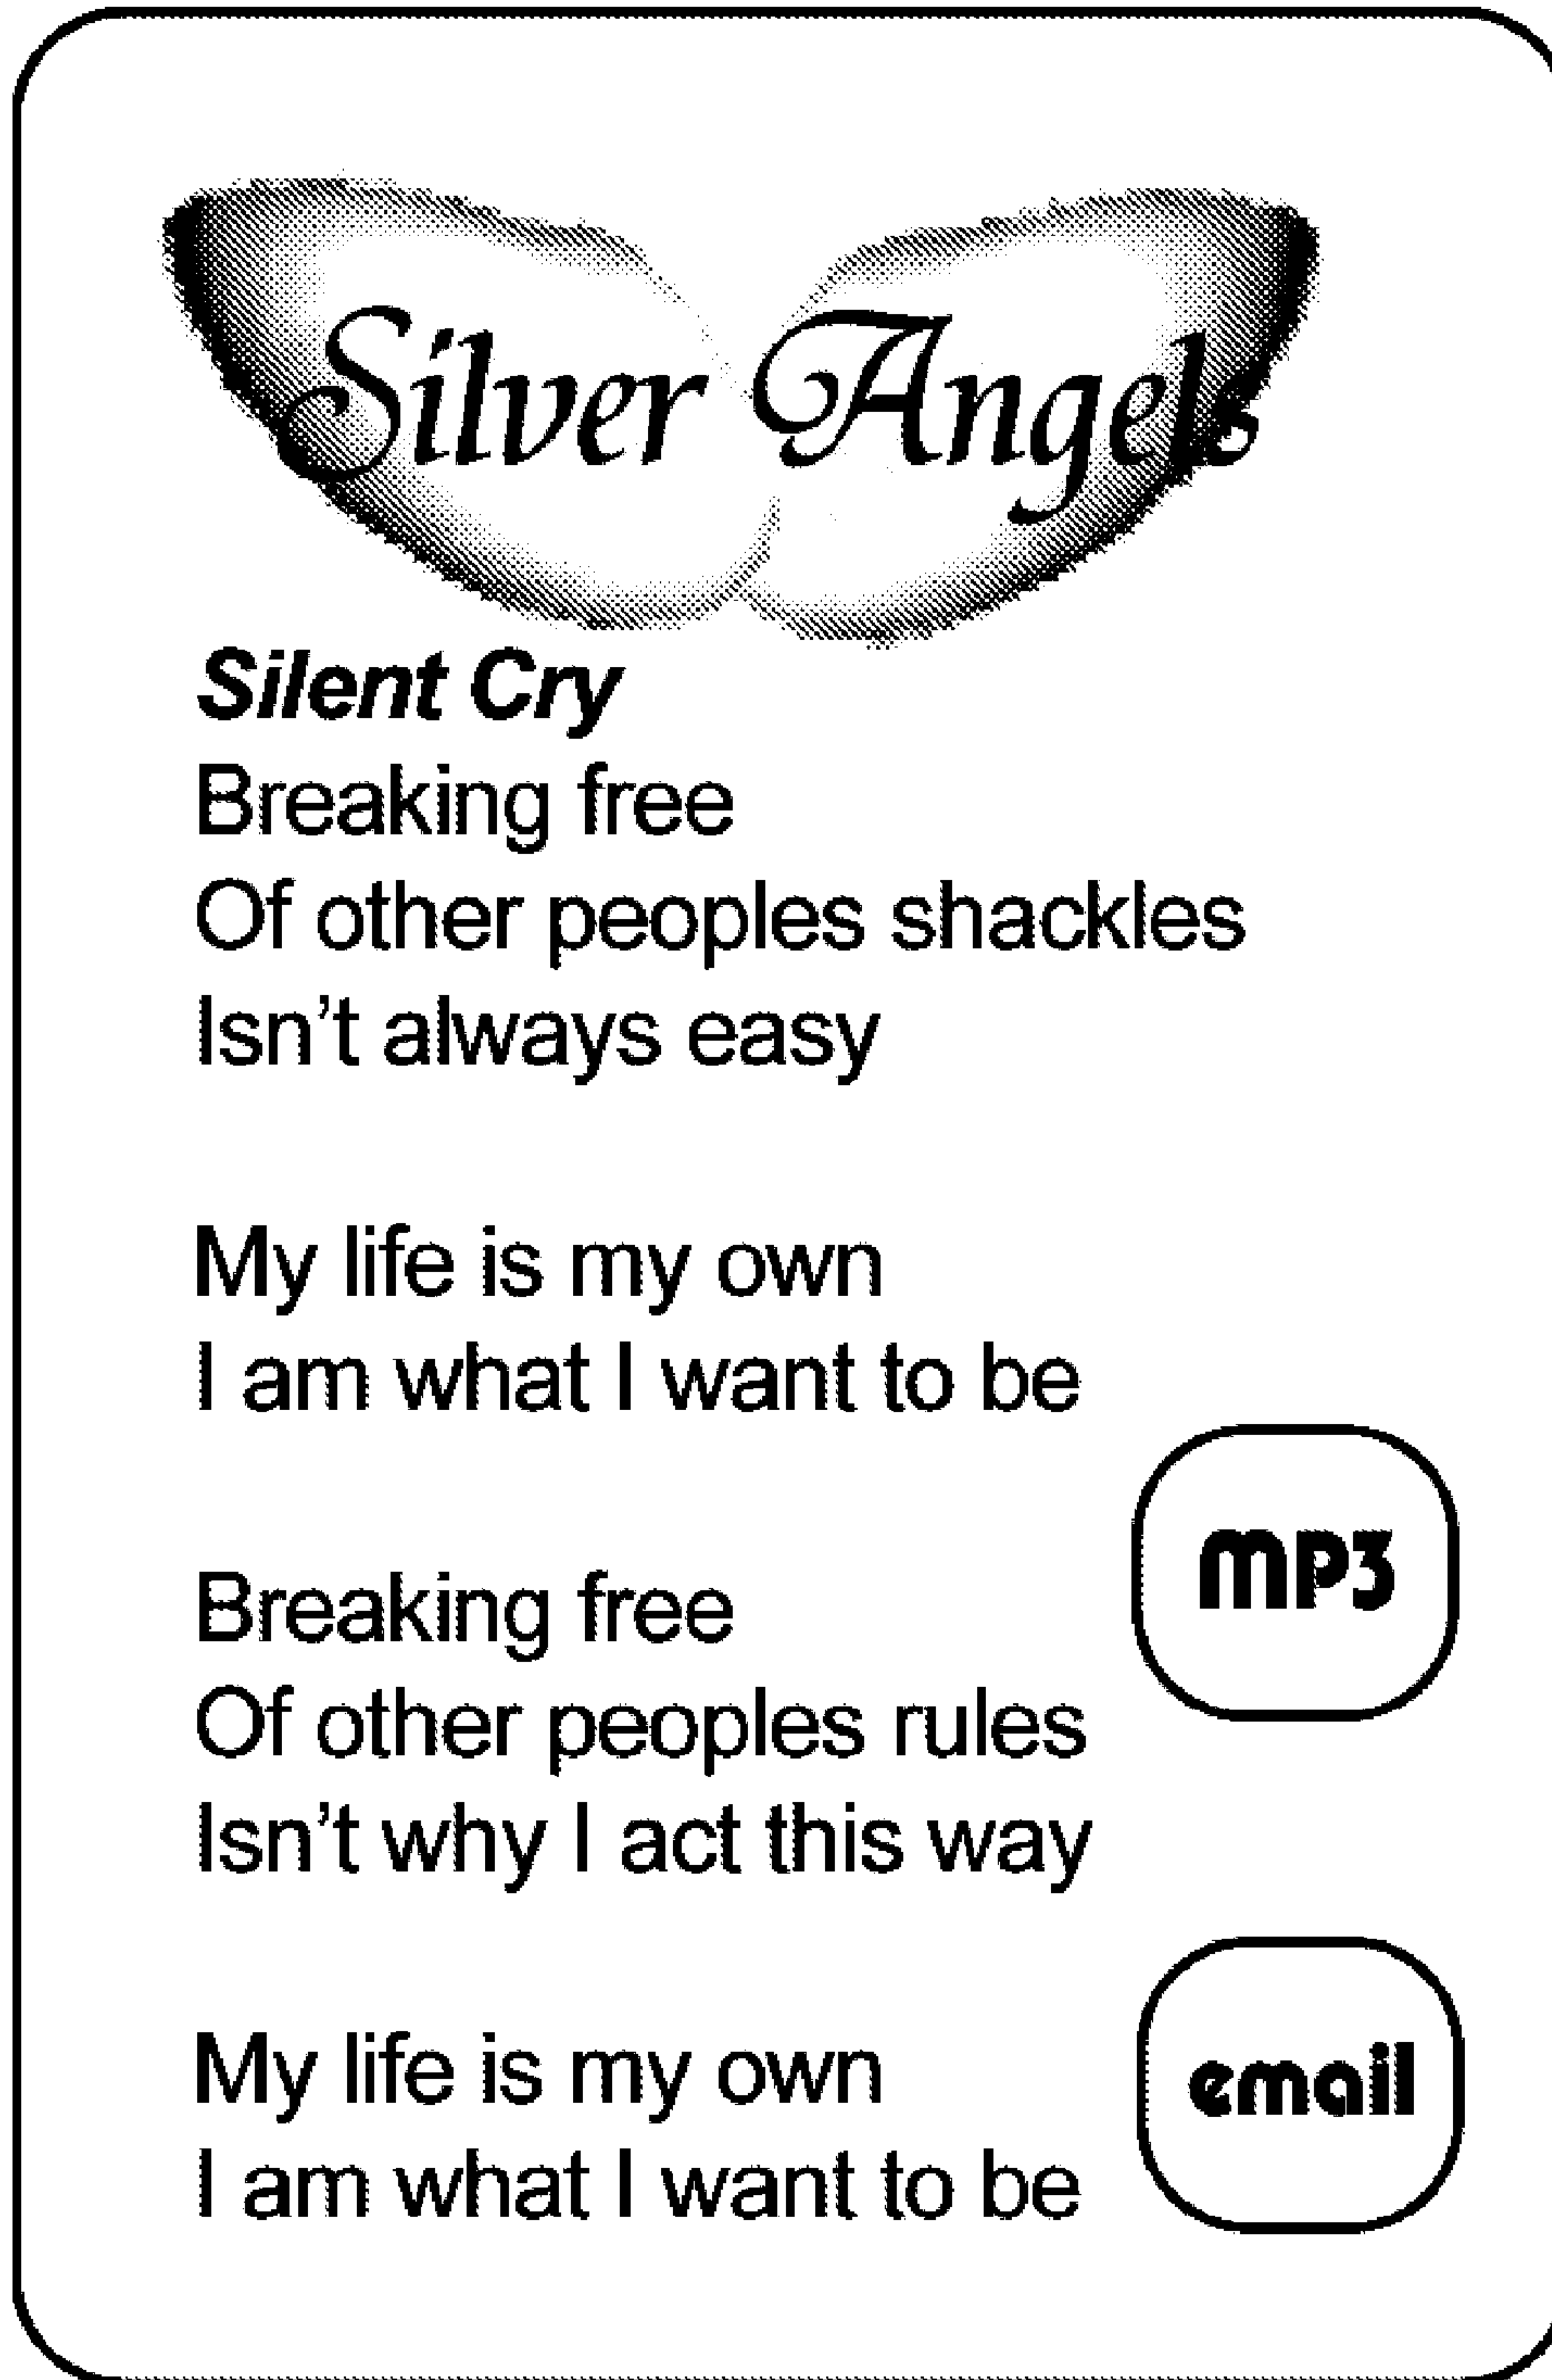 Silver Angels
Silent Cry
Breaking free
Of other peoples shackles
Isn't always easy
My life is my own
I am what I want to be
MP3
Breaking free
Of other peoples rules
Isn't why I act this way
My life is my own
email
I am what I want to be